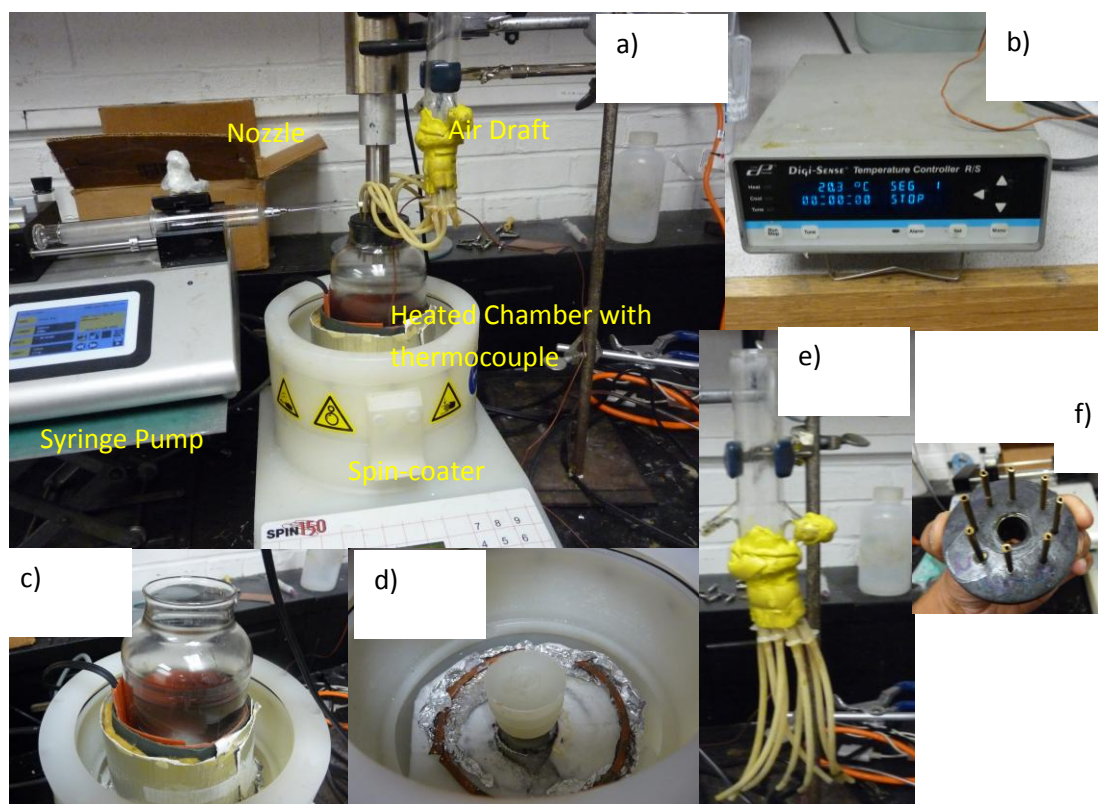 a)
Nozzle
Air Draft
Heated Chamber with
thermocouple
Syringe Pump
Spin-coater
SPIN150
7 8 9
4 5 6
b)
Digi-Sense Temperature Controller R/S
Heat
Cool
Tune
20.3 °C SEG 1
00:00:00 STOP
Tune
Alarm
Set
c)
d)
e)
f)